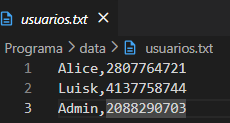 usuarios.txt
Programa > data > usuarios.txt
1 Alice,2807764721
2 Luisk,4137758744
3 Admin,2088290703